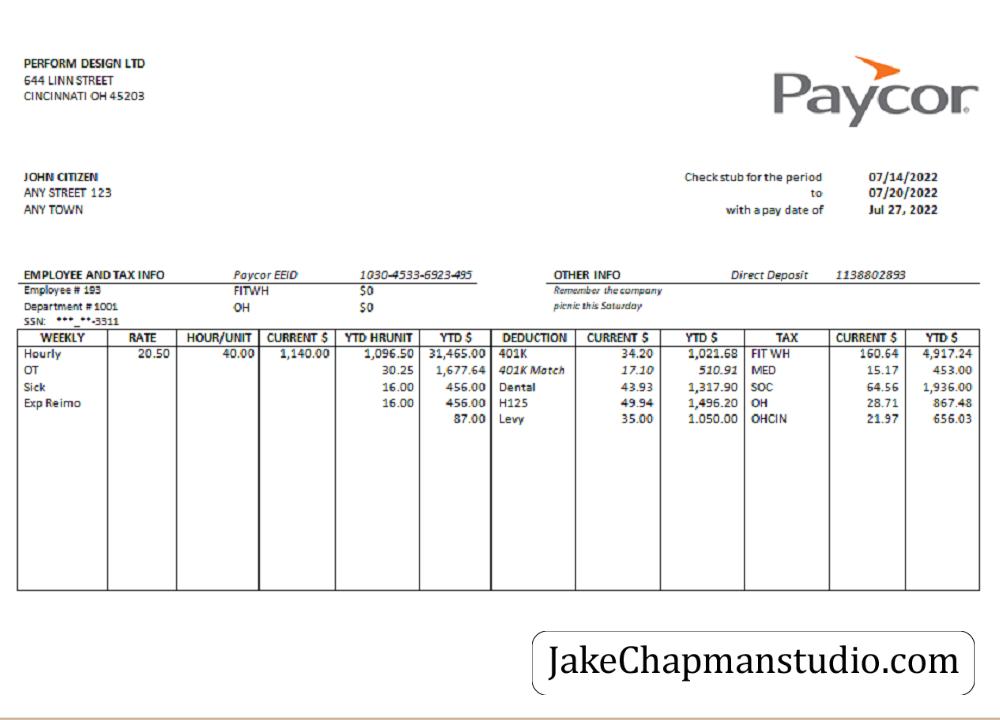 PERFORM DESIGN LTD
644 LINN STREET
CINCINNATI OH 45203
Paycor
JOHN CITIZEN
ANY STREET 123
ANY TOWN
Check stub for the period 07/14/2022
to 07/20/2022
with a pay date of Jul 27, 2022
EMPLOYEE AND TAX INFO Paycor EEID 1030-4533-6923-495 OTHER INFO Direct Deposit 1138802893
Employee # 193 FITWH $0 Remember the company
Department # 1001 OH $0 picnic this Saturday
SSN: ***_**-3311
WEEKLY RATE HOUR/UNIT CURRENT $ YTD HRUNIT YTD $ DEDUCTION CURRENT $ YTD $ TAX CURRENT $ YTD $
Hourly 20.50 40.00 1,140.00 1,096.50 31,465.00 401K 34.20 1,021.68 FIT WH 160.64 4,917.24
OT 30.25 1,677.64 401K Match 17.10 510.91 MED 15.17 453.00
Sick 16.00 456.00 Dental 43.93 1,317.90 SOC 64.56 1,936.00
Exp Reimo 16.00 456.00 H125 49.94 1,496.20 OH 28.71 867.48
87.00 Levy 35.00 1.050.00 OHCIN 21.97 656.03
JakeChapmanstudio.com